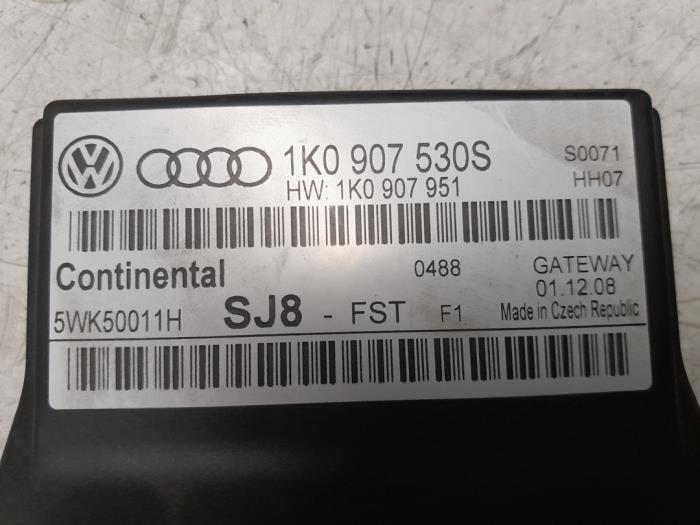 1K0 907 530S S0071
HW: 1K0 907 951 HH07
Continental 0488 GATEWAY
01.12.08
5WK50011H SJ8 - FST F1 Made in Czech Republic